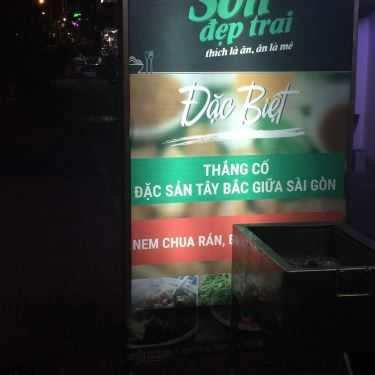 Sơn
đẹp trai
thích là ăn, ăn là mê
Đặc Biệt
THẮNG CỐ
ĐẶC SẢN TÂY BẮC GIỮA SÀI GÒN
NEM CHUA RÁN,